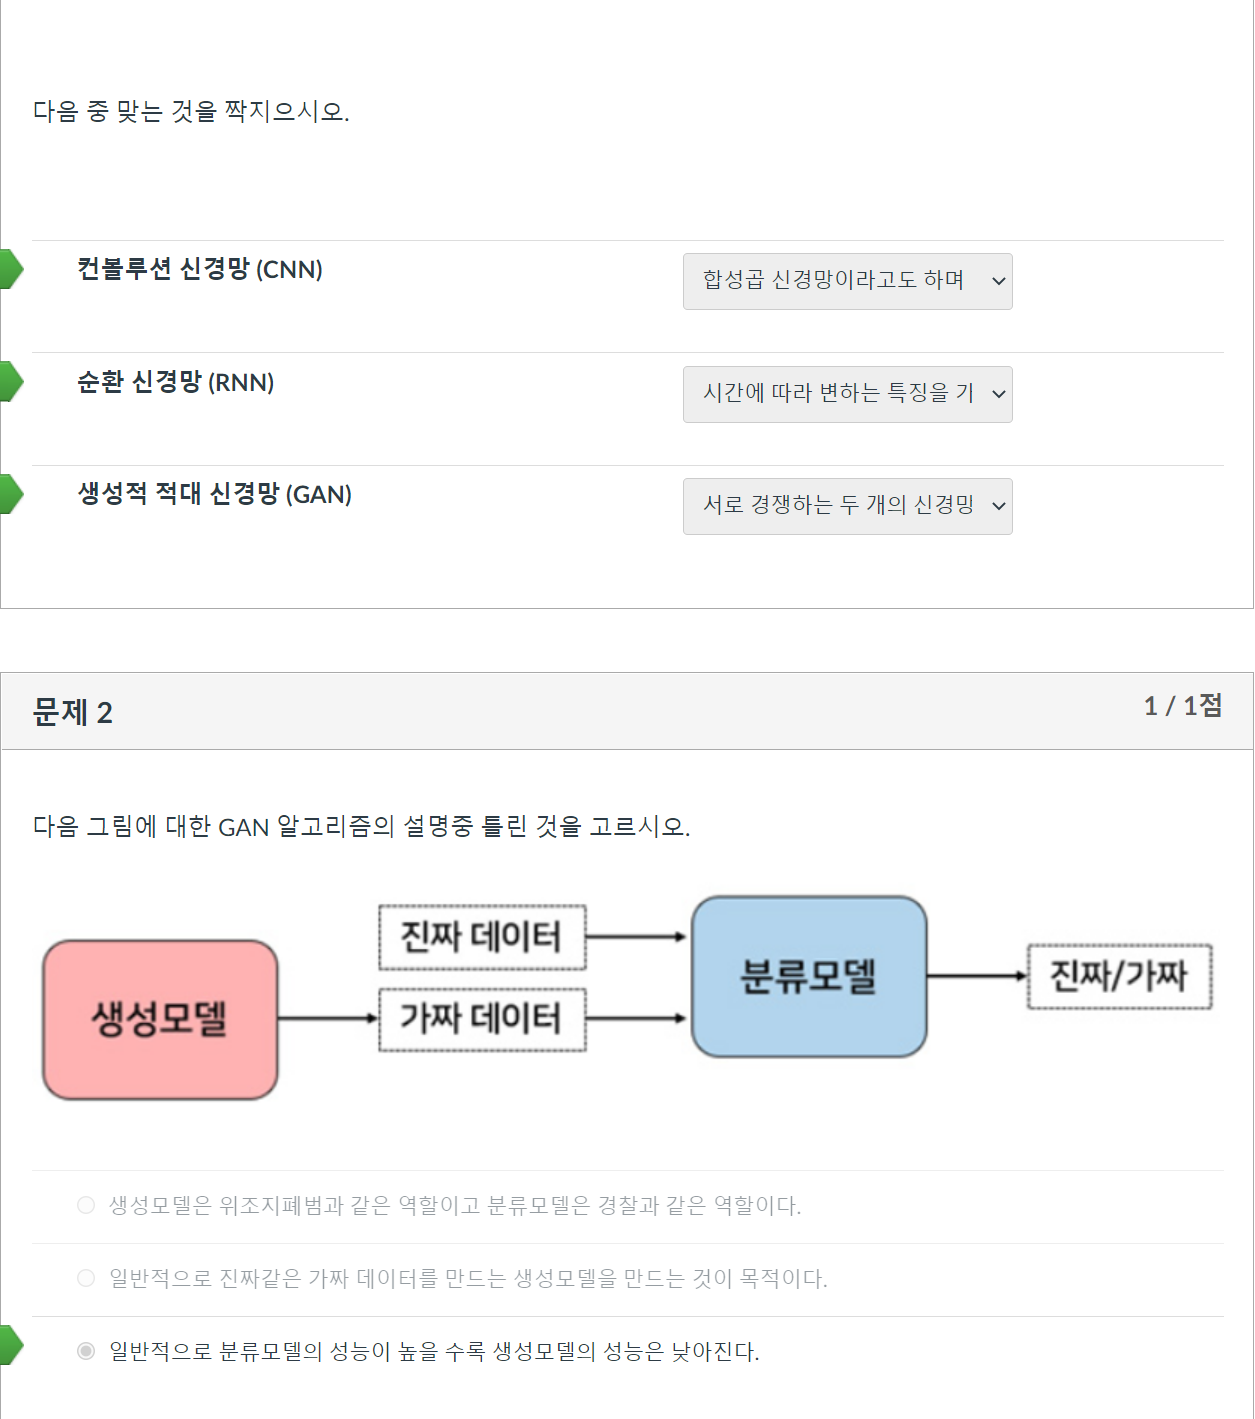 다음 중 맞는 것을 짝지으시오.
컨볼루션 신경망 (CNN)
합성곱 신경망이라고도 하며
순환 신경망 (RNN)
시간에 따라 변하는 특징을 기
생성적 적대 신경망 (GAN)
서로 경쟁하는 두 개의 신경망
문제 2
1 / 1점
다음 그림에 대한 GAN 알고리즘의 설명중 틀린 것을 고르시오.
진짜 데이터
생성모델
가짜 데이터
분류모델
진짜/가짜
생성모델은 위조지폐범과 같은 역할이고 분류모델은 경찰과 같은 역할이다.
일반적으로 진짜같은 가짜 데이터를 만드는 생성모델을 만드는 것이 목적이다.
일반적으로 분류모델의 성능이 높을 수록 생성모델의 성능은 낮아진다.